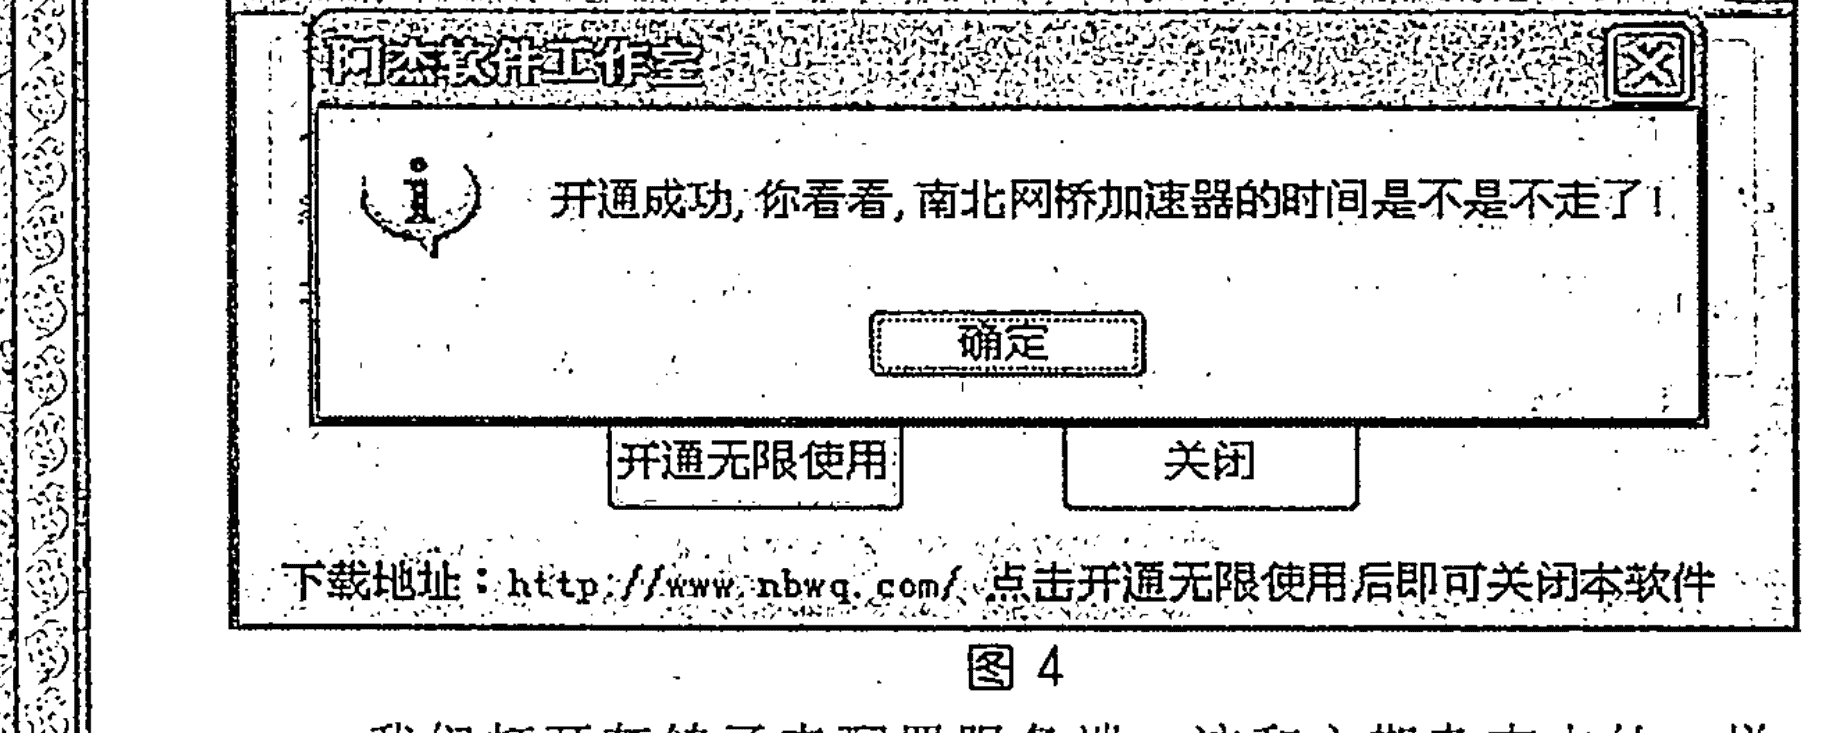 阿杰软件工作室
开通成功,你看看,南北网桥加速器的时间是不是不走了!
确定
开通无限使用 关闭
下载地址:http://www.nbwq.com/ 点击开通无限使用后即可关闭本软件
图 4